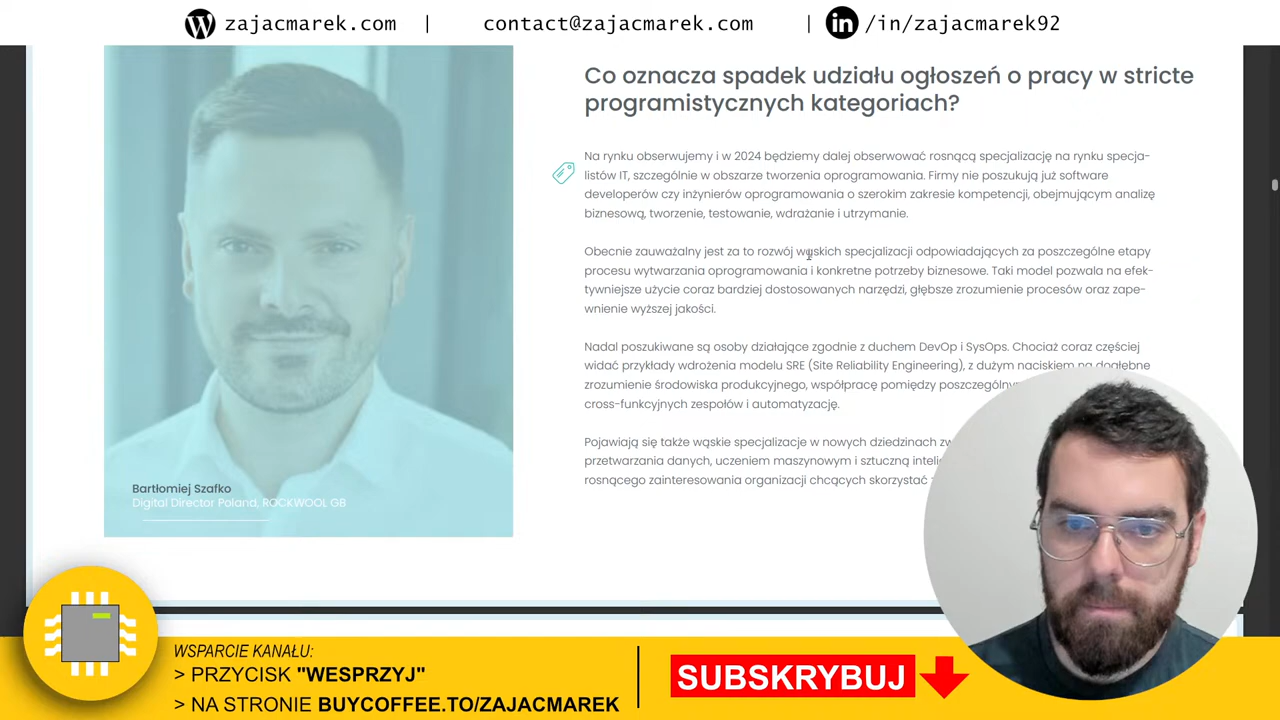 zajacmarek.com | contact@zajacmarek.com | in /in/zajacmarek92
Co oznacza spadek udziału ogłoszeń o pracy w stricte
programistycznych kategoriach?
Na rynku obserwujemy i w 2024 będziemy dalej obserwować rosnącą specjalizację na rynku specja-
listów IT, szczególnie w obszarze tworzenia oprogramowania. Firmy nie poszukują już software
developerów czy inżynierów oprogramowania o szerokim zakresie kompetencji, obejmującym analizę
biznesową, tworzenie, testowanie, wdrażanie i utrzymanie.
Obecnie zauważalny jest za to rozwój wąskich specjalizacji odpowiadających za poszczególne etapy
procesu wytwarzania oprogramowania i konkretne potrzeby biznesowe. Taki model pozwala na efek-
tywniejsze użycie coraz bardziej dostosowanych narzędzi, głębsze zrozumienie procesów oraz zape-
wnienie wyższej jakości.
Nadal poszukiwane są osoby działające zgodnie z duchem DevOp i SysOps. Chociaż coraz częściej
widać przykłady wdrożenia modelu SRE (Site Reliability Engineering), z dużym naciskiem na dogłębne
zrozumienie środowiska produkcyjnego, współpracę pomiędzy
cross-funkcyjnych zespołów i automatyzację.
Pojawiają się także wąskie specjalizacje w nowych dziedzinach
przetwarzania danych, uczeniem maszynowym i sztuczną
rosnącego zainteresowania organizacji chcących skorzystać
Bartłomiej Szafko
Digital Director Poland, ROCKWOOL GB
WSPARCIE KANAŁU:
> PRZYCISK "WESPRZYJ"
> NA STRONIE BUYCOFFEE.TO/ZAJACMAREK
SUBSKRYBUJ